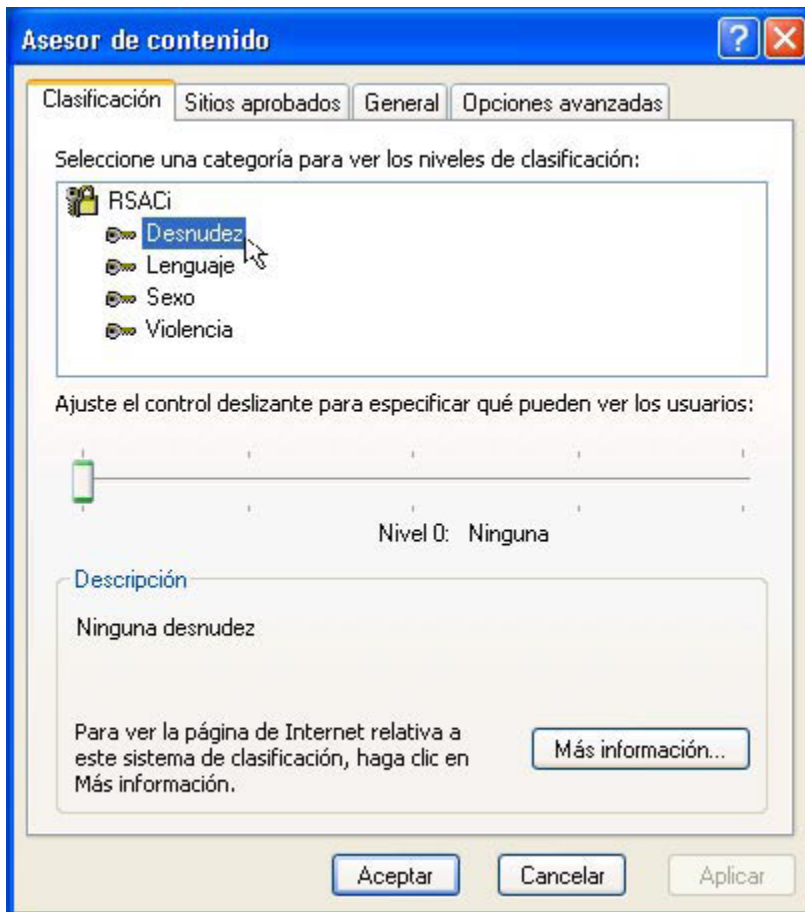 Asesor de contenido
Clasificación
Sitios aprobados
General
Opciones avanzadas
Seleccione una categoría para ver los niveles de clasificación:
RSACi
Desnudez
Lenguaje
Sexo
Violencia
Ajuste el control deslizante para especificar qué pueden ver los usuarios:
Nivel 0: Ninguna
Descripción
Ninguna desnudez
Para ver la página de Internet relativa a
este sistema de clasificación, haga clic en
Más información.
Más información...
Aceptar
Cancelar
Aplicar